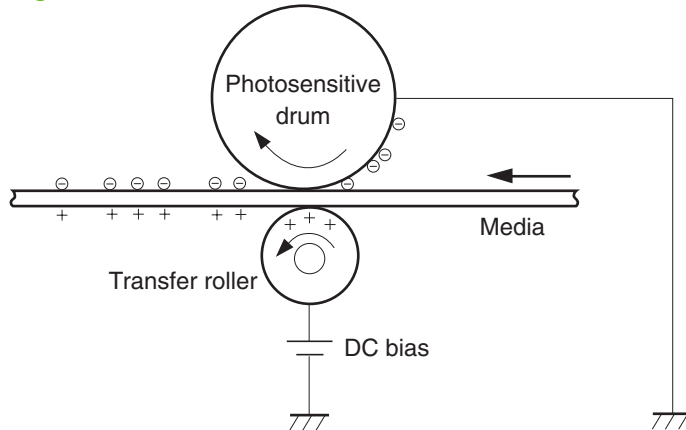 Photosensitive
drum
Media
Transfer roller
DC bias